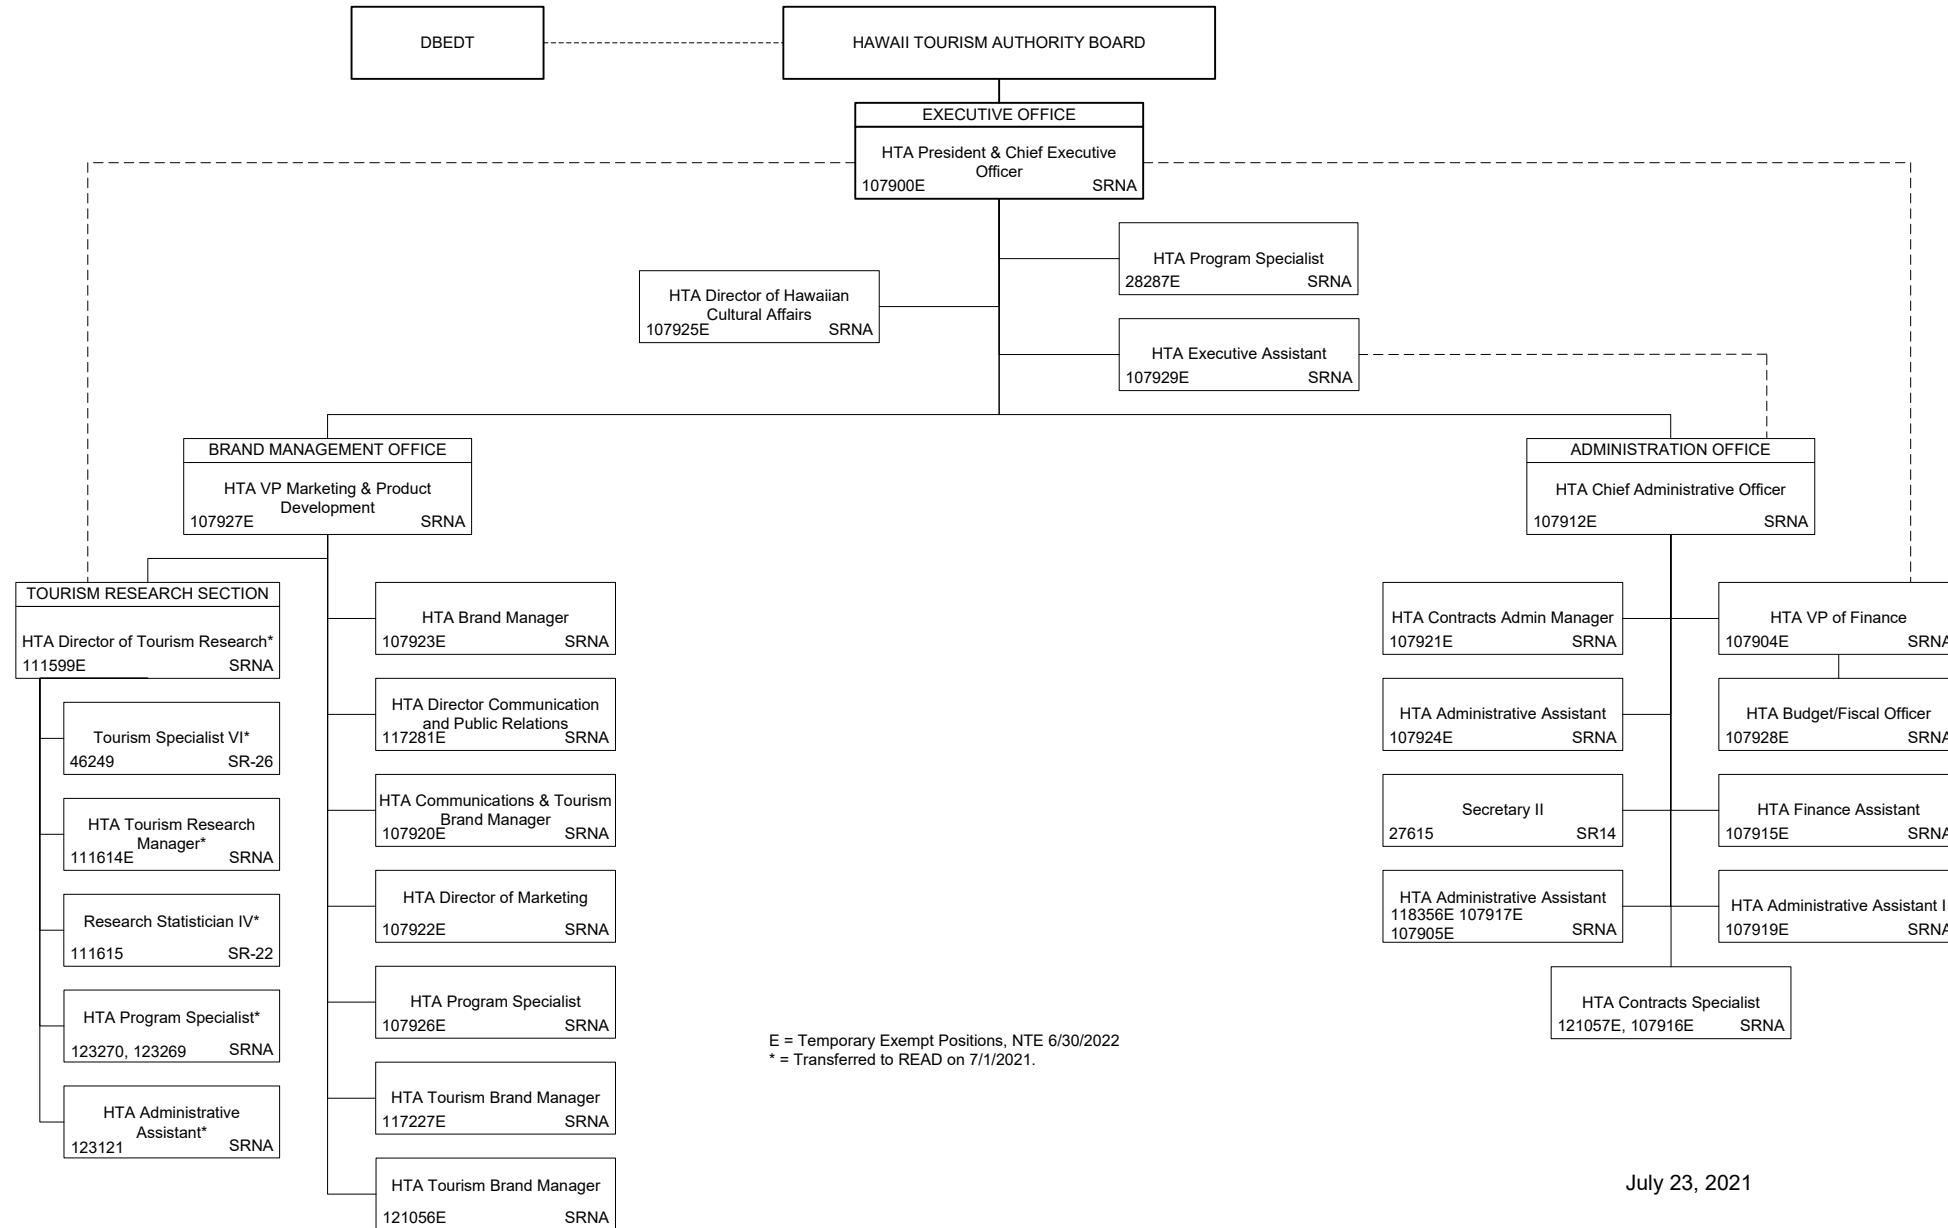 DBEDT
HAWAII TOURISM AUTHORITY BOARD
EXECUTIVE OFFICE
HTA President & Chief Executive
Officer
107900E SRNA
HTA Program Specialist
28287E SRNA
HTA Director of Hawaiian
Cultural Affairs
107925E SRNA
HTA Executive Assistant
107929E SRNA
BRAND MANAGEMENT OFFICE
HTA VP Marketing & Product
Development
107927E SRNA
TOURISM RESEARCH SECTION
HTA Director of Tourism Research*
111599E SRNA
Tourism Specialist VI*
46249 SR-26
HTA Tourism Research
Manager*
111614E SRNA
Research Statistician IV*
111615 SR-22
HTA Program Specialist*
123270, 123269 SRNA
HTA Administrative
Assistant*
123121 SRNA
HTA Brand Manager
107923E SRNA
HTA Director Communication
and Public Relations
117281E SRNA
HTA Communications & Tourism
Brand Manager
107920E SRNA
HTA Director of Marketing
107922E SRNA
HTA Program Specialist
107926E SRNA
HTA Tourism Brand Manager
117227E SRNA
HTA Tourism Brand Manager
121056E SRNA
ADMINISTRATION OFFICE
HTA Chief Administrative Officer
107912E SRNA
HTA Contracts Admin Manager
107921E SRNA
HTA Administrative Assistant
107924E SRNA
Secretary II
27615 SR14
HTA Administrative Assistant
118356E 107917E
107905E SRNA
HTA VP of Finance
107904E SRNA
HTA Budget/Fiscal Officer
107928E SRNA
HTA Finance Assistant
107915E SRNA
HTA Administrative Assistant I
107919E SRNA
HTA Contracts Specialist
121057E, 107916E SRNA
E = Temporary Exempt Positions, NTE 6/30/2022
* = Transferred to READ on 7/1/2021.
July 23, 2021